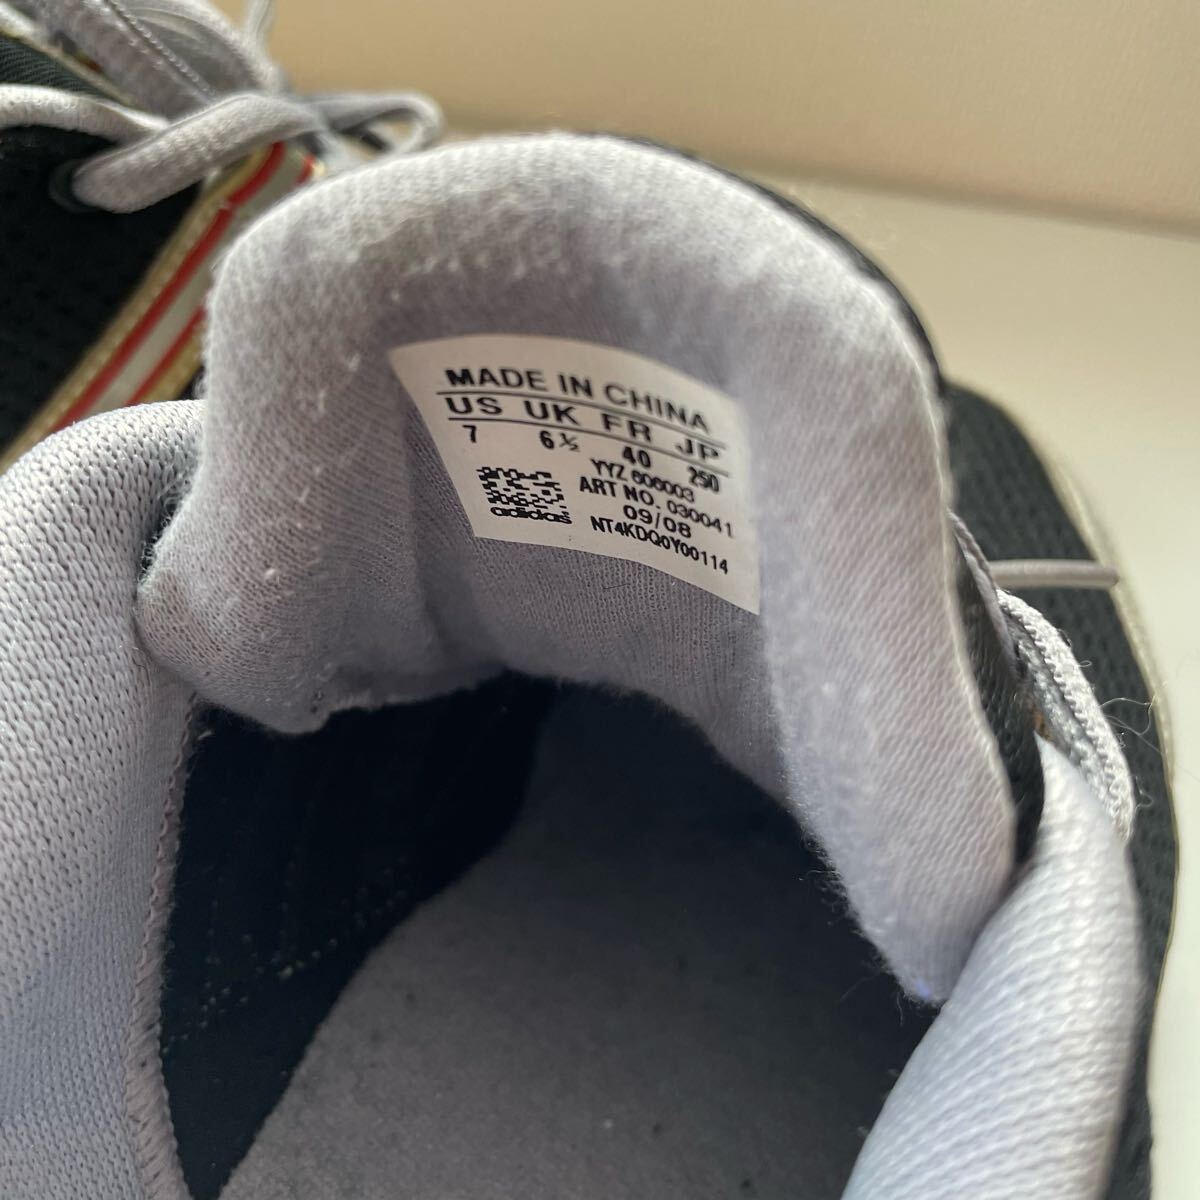 MADE IN CHINA
US UK FR JP
7 6½ 40 250
YYZ 606003
ART NO. 030041
09/08
NT4KDQ0Y00114
adidas